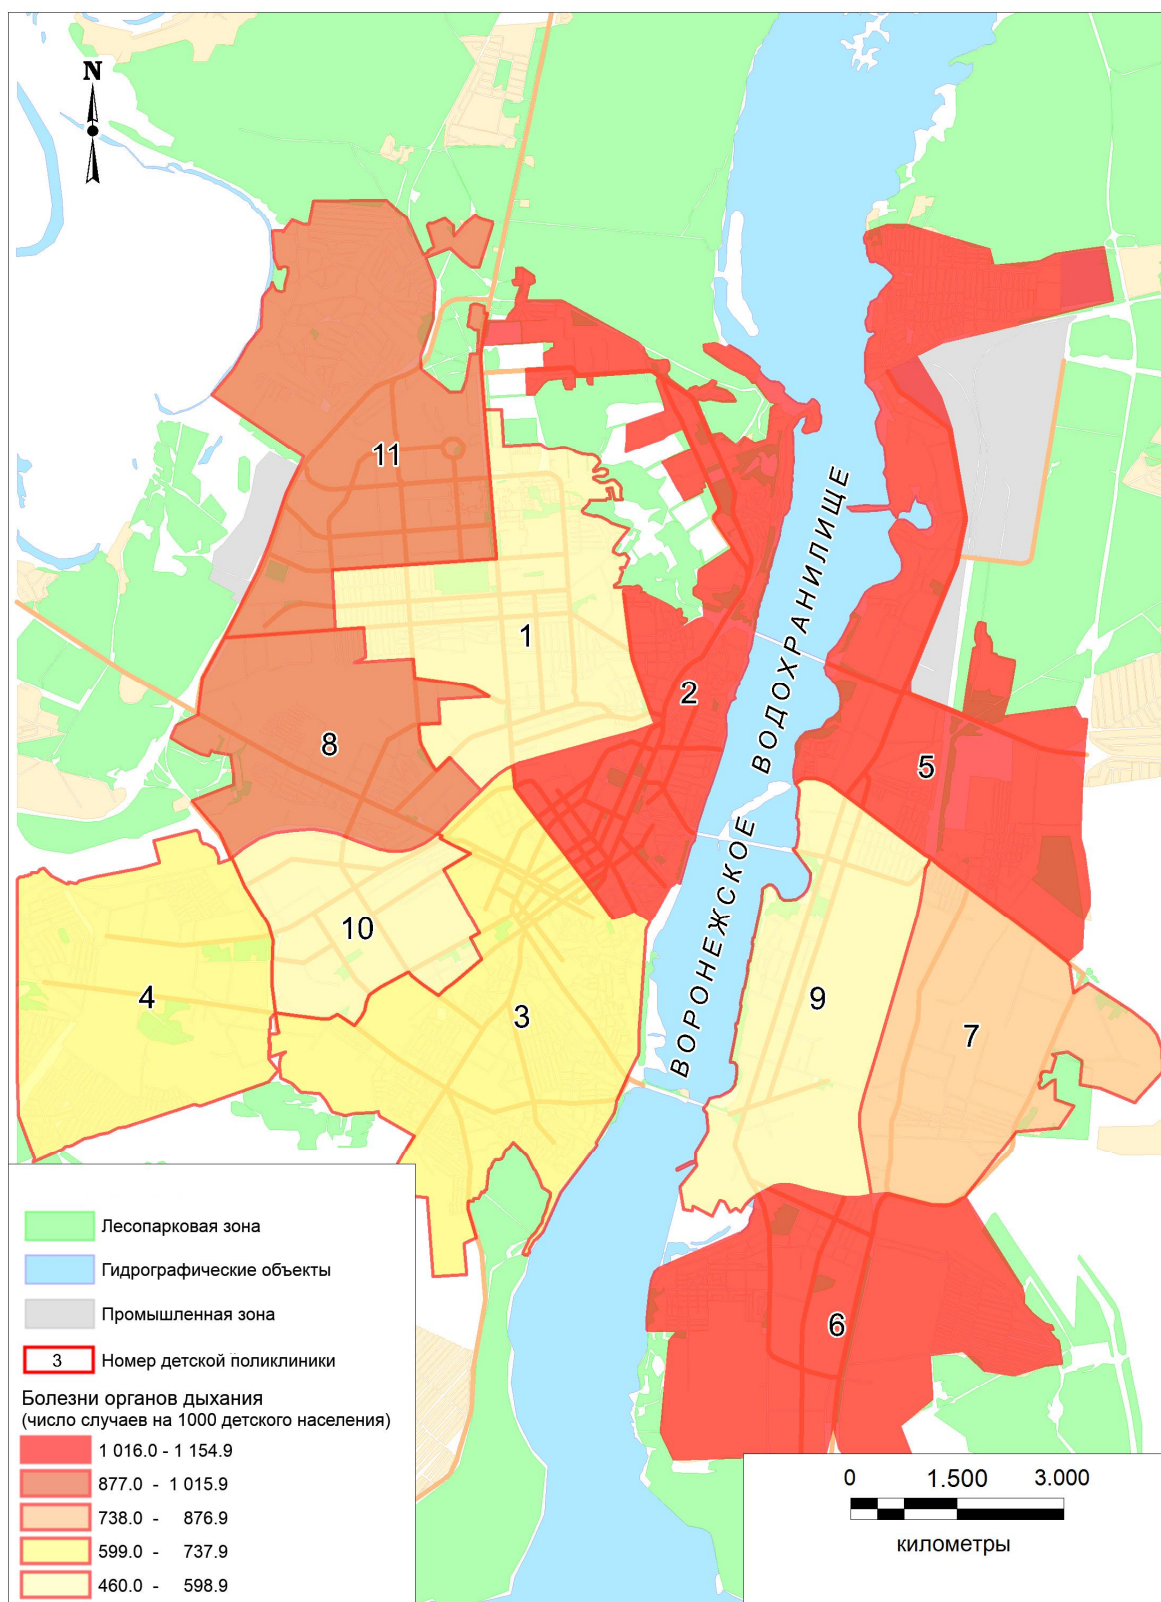 N
11
1
2
8
5
10
4
3
9
7
6
ВОРОНЕЖСКОЕ ВОДОХРАНИЛИЩЕ
Лесопарковая зона
Гидрографические объекты
Промышленная зона
3 Номер детской поликлиники
Болезни органов дыхания
(число случаев на 1000 детского населения)
1 016.0 - 1 154.9
877.0 - 1 015.9
738.0 - 876.9
599.0 - 737.9
460.0 - 598.9
0 1.500 3.000
километры